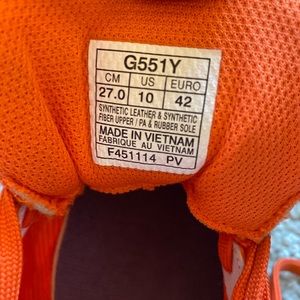 G551Y
CM US EURO
27.0 10 42
SYNTHETIC LEATHER & SYNTHETIC
FIBER UPPER / PA & RUBBER SOLE
MADE IN VIETNAM
FABRIQUE AU VIETNAM
F451114 PV